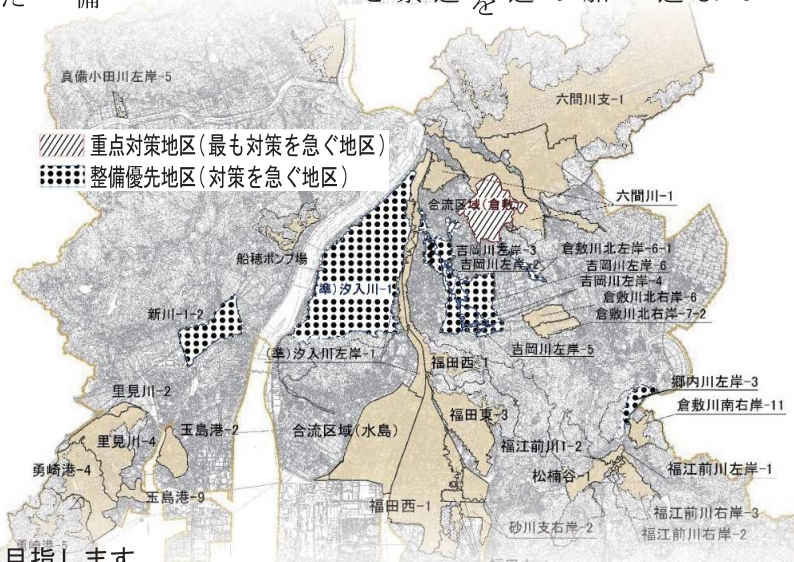 真備小田川左岸-5
六間川支-1
重点対策地区(最も対策を急ぐ地区)
整備優先地区(対策を急ぐ地区)
六間川-1
合流区域(倉敷
船穂ポンプ場
吉岡川左岸-3
倉敷川北左岸-6-1
吉岡川左岸-2
吉岡川左岸-6
吉岡川左岸-4
(準)汐入川-1
倉敷川北右岸-6
新川-1-2
倉敷川北右岸-7-2
(準)汐入川左岸-1
吉岡川左岸-5
福田西-1
里見川-2
郷内川左岸-3
倉敷川南右岸-11
玉島港-2
合流区域(水島)
福田東-3
里見川-4
福江前川1-2
勇崎港-4
松楠谷-1
福江前川左岸-1
玉島港-9
福田西-1
福江前川右岸-3
砂川支右岸-2
福江前川右岸-2
勇崎港-5
目指します